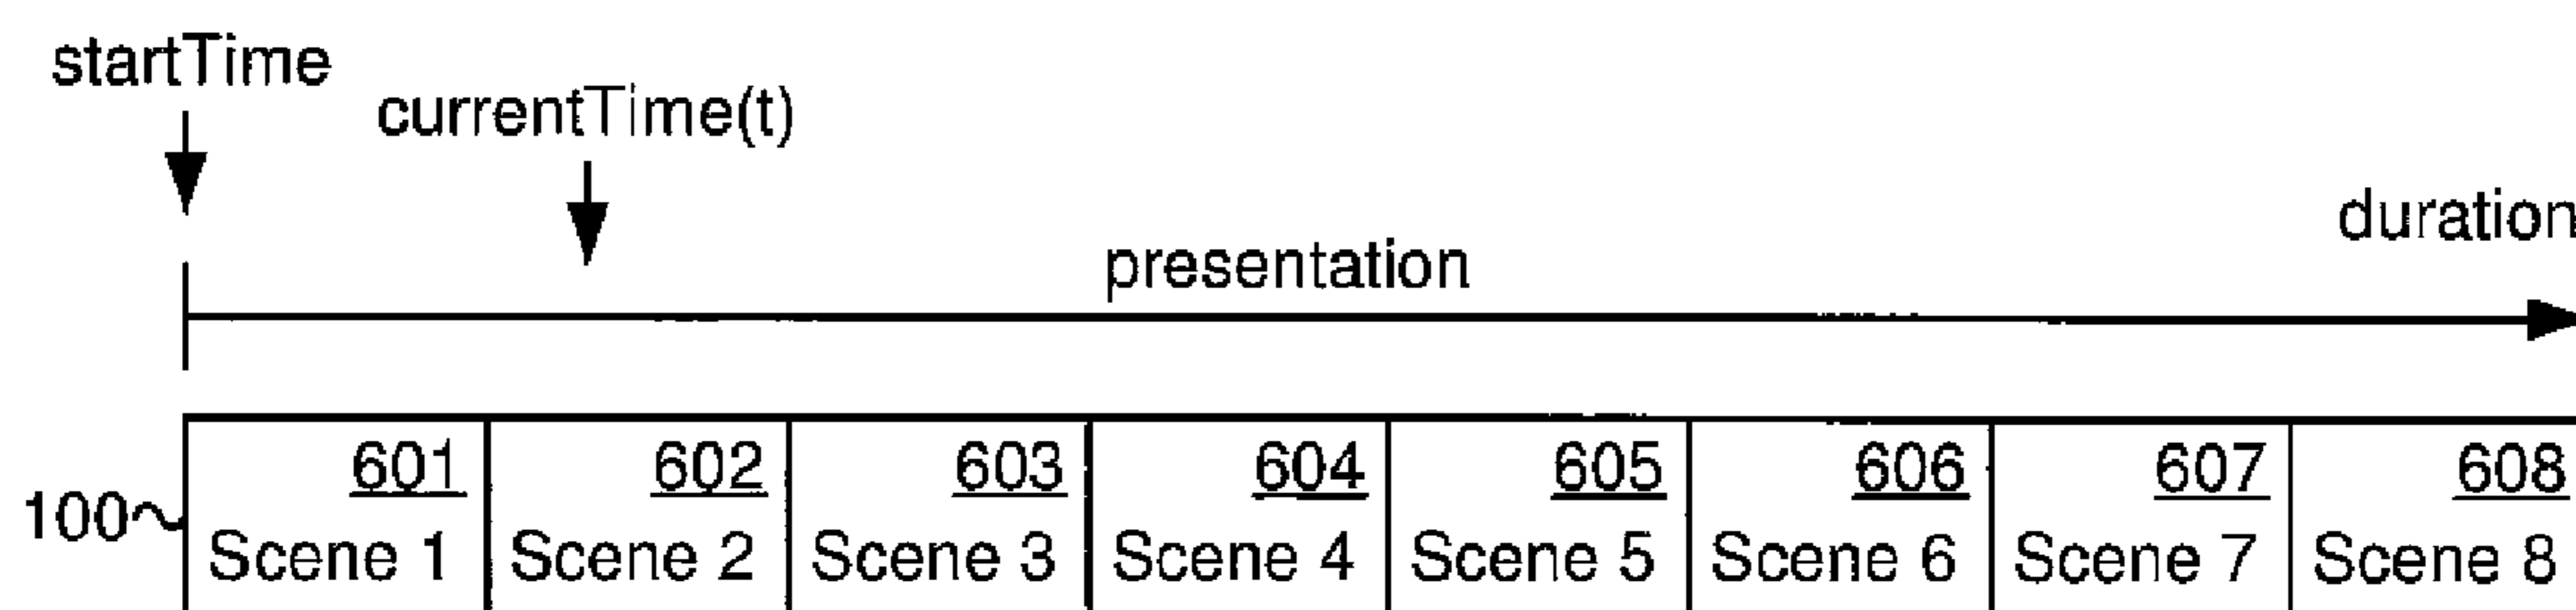 startTime
currentTime(t)
duration
presentation
601 602 603 604 605 606 607 608
100 Scene 1 Scene 2 Scene 3 Scene 4 Scene 5 Scene 6 Scene 7 Scene 8